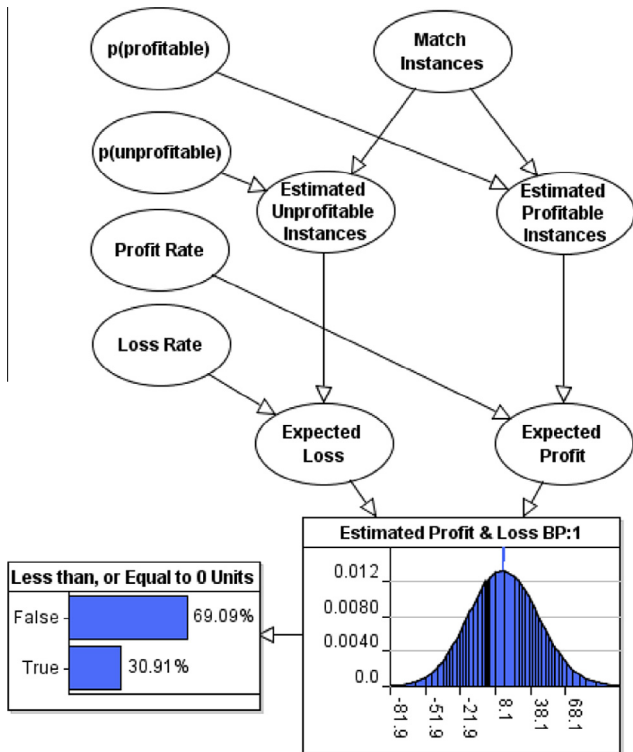 p(profitable)
Match
Instances
p(unprofitable)
Estimated
Unprofitable
Instances
Estimated
Profitable
Instances
Profit Rate
Loss Rate
Expected
Loss
Expected
Profit
Estimated Profit & Loss BP:1
0.012
0.0080
0.0040
0.0
-81.9
-51.9
-21.9
8.1
38.1
68.1
Less than, or Equal to 0 Units
False
69.09%
True
30.91%